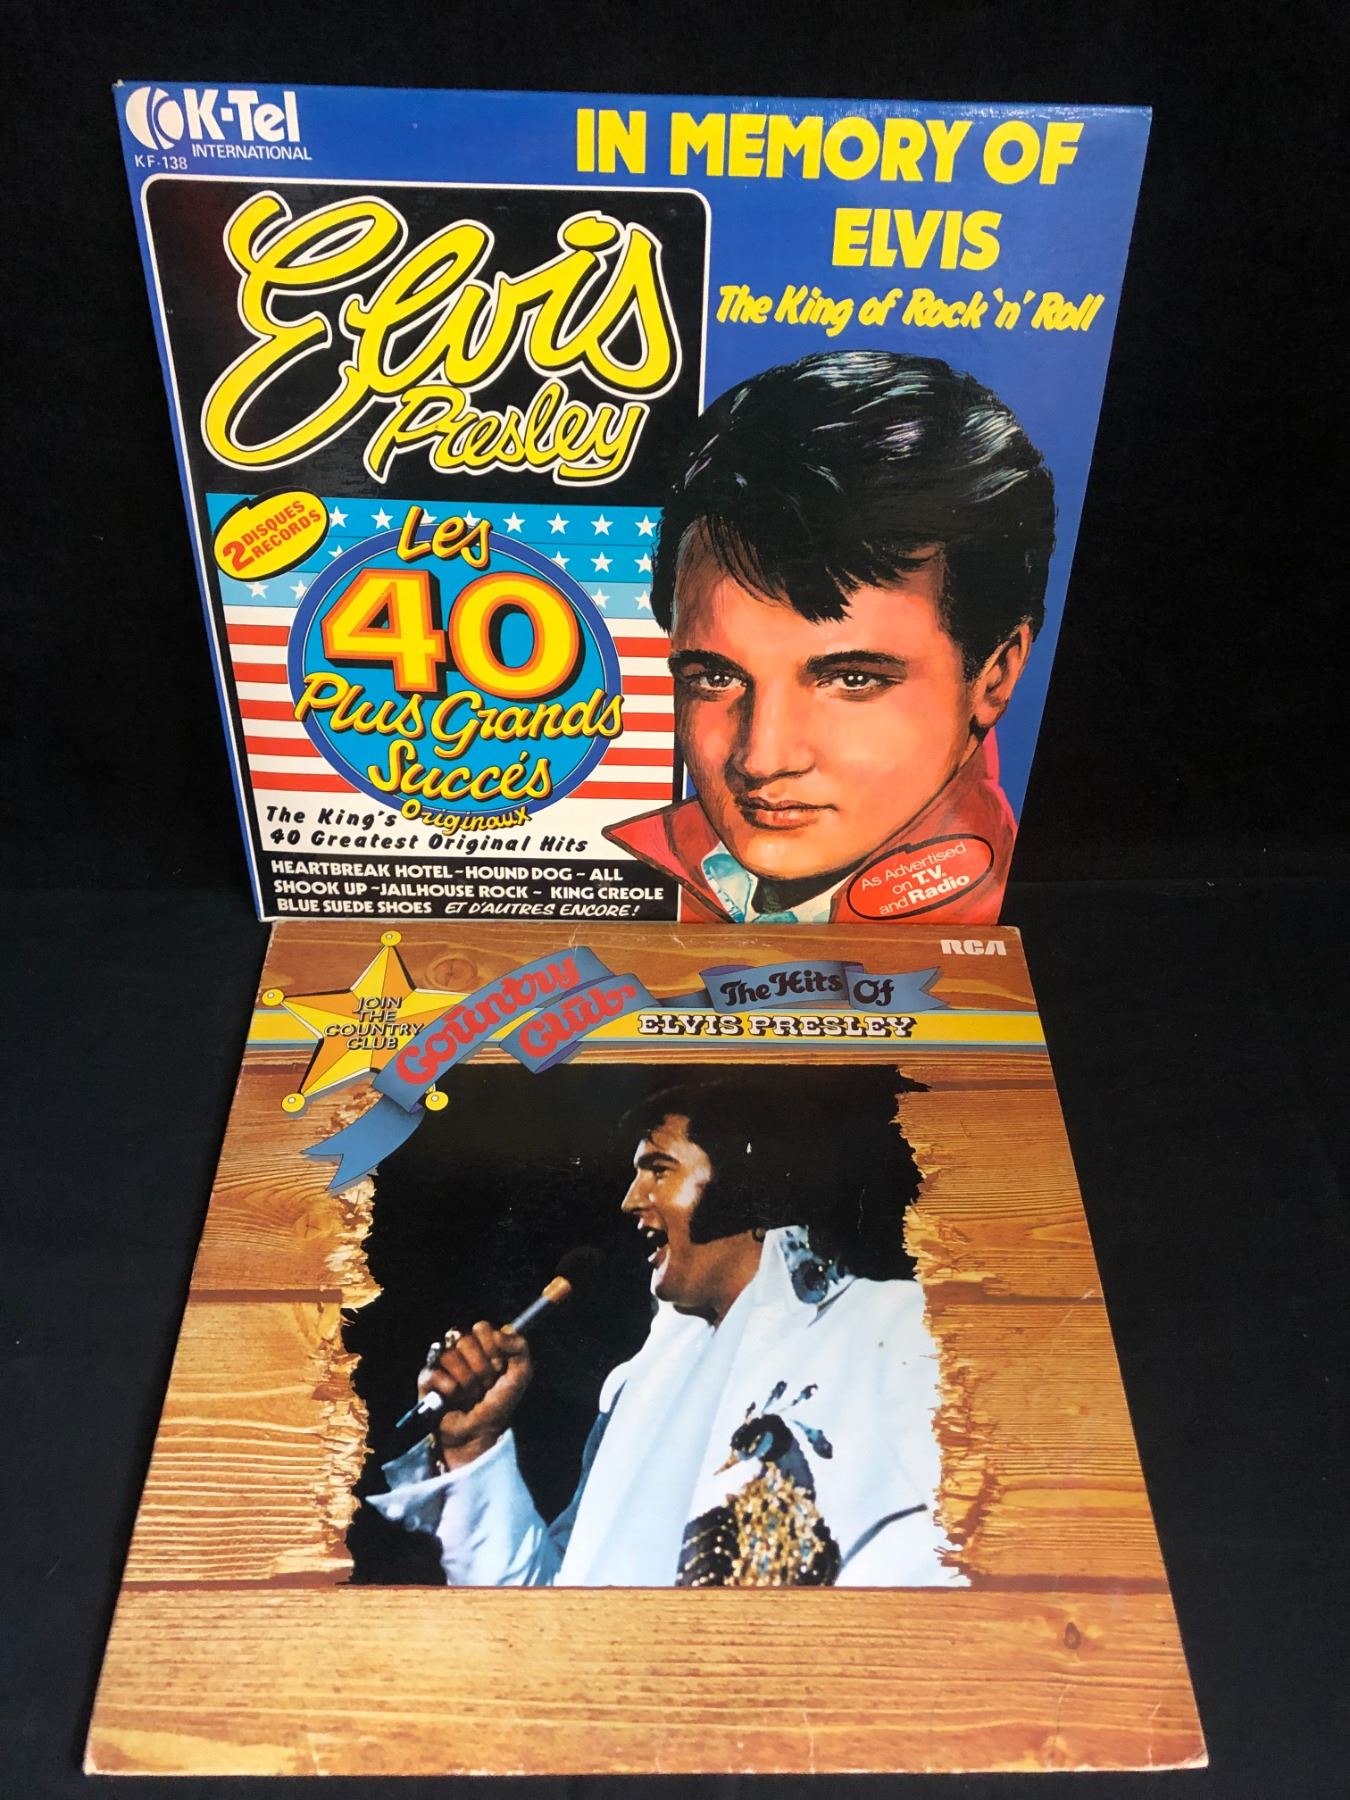 K-Tel
INTERNATIONAL
KF-138
IN MEMORY OF
ELVIS
The King of Rock 'n' Roll
Elvis
Presley
2 DISQUES
RECORDS
Les
40
Plus Grands
Succés
Originaux
The King's
40 Greatest Original Hits
HEARTBREAK HOTEL ~ HOUND DOG ~ ALL
SHOOK UP ~ JAILHOUSE ROCK ~ KING CREOLE
BLUE SUEDE SHOES ET D'AUTRES ENCORE!
As Advertised
on T.V.
and Radio
RCA
JOIN
THE
COUNTRY
CLUB
Country
Club
The Hits Of
ELVIS PRESLEY